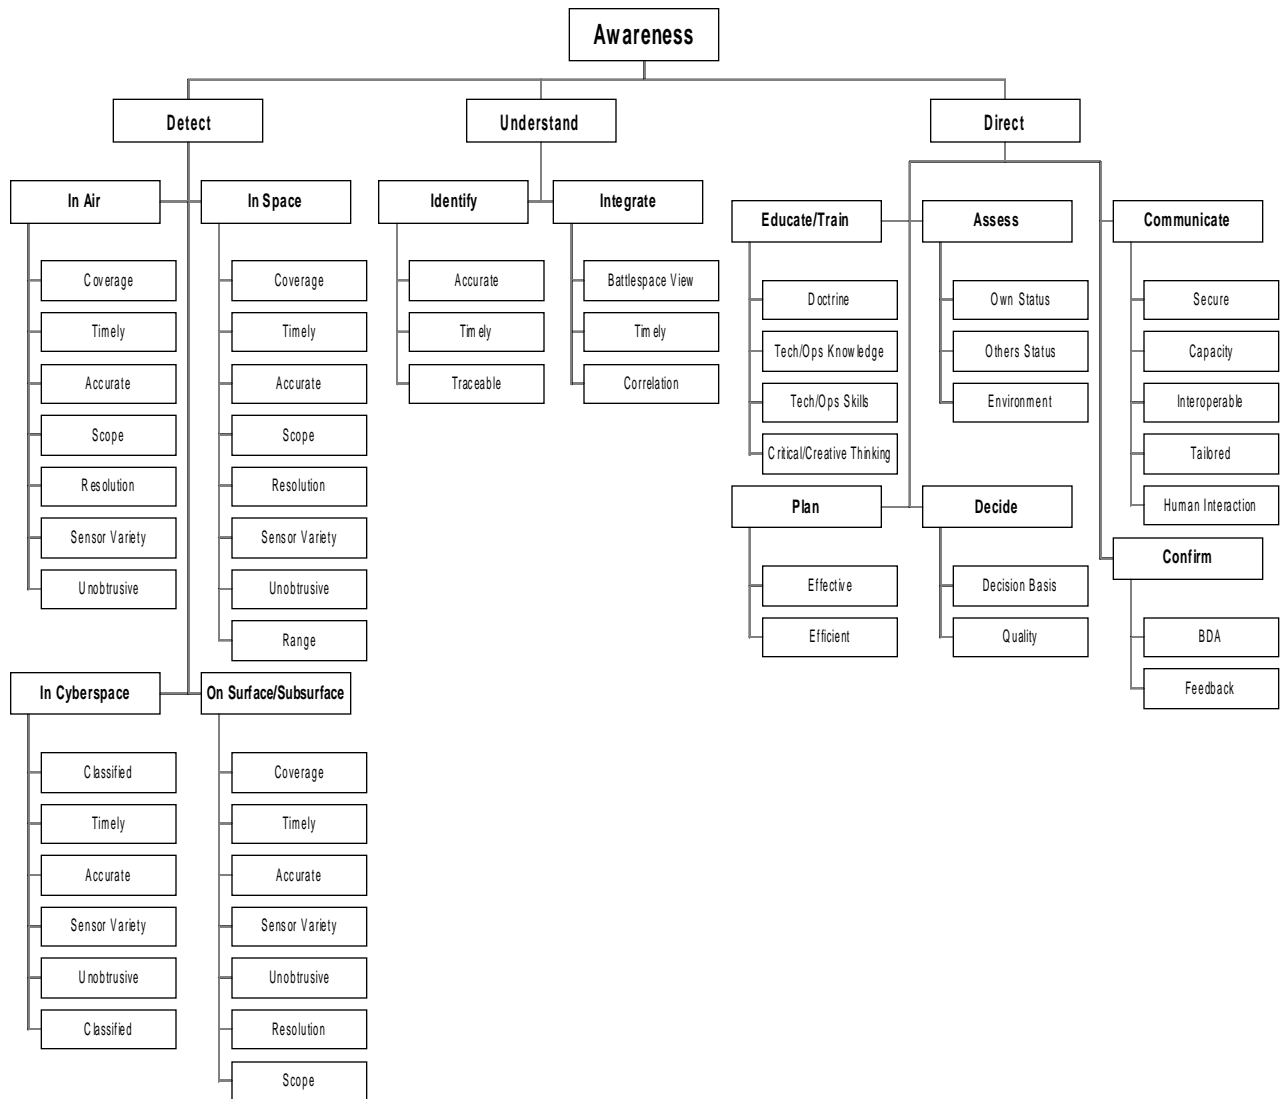 Awareness
Detect
Understand
Direct
In Air
Coverage
Timely
Accurate
Scope
Resolution
Sensor Variety
Unobtrusive
In Space
Coverage
Timely
Accurate
Scope
Resolution
Sensor Variety
Unobtrusive
Range
In Cyberspace
Classified
Timely
Accurate
Sensor Variety
Unobtrusive
Classified
On Surface/Subsurface
Coverage
Timely
Accurate
Sensor Variety
Unobtrusive
Resolution
Scope
Identify
Accurate
Timely
Traceable
Integrate
Battlespace View
Timely
Correlation
Educate/Train
Doctrine
Tech/Ops Knowledge
Tech/Ops Skills
Critical/Creative Thinking
Assess
Own Status
Others Status
Environment
Communicate
Secure
Capacity
Interoperable
Tailored
Human Interaction
Plan
Effective
Efficient
Decide
Decision Basis
Quality
Confirm
BDA
Feedback